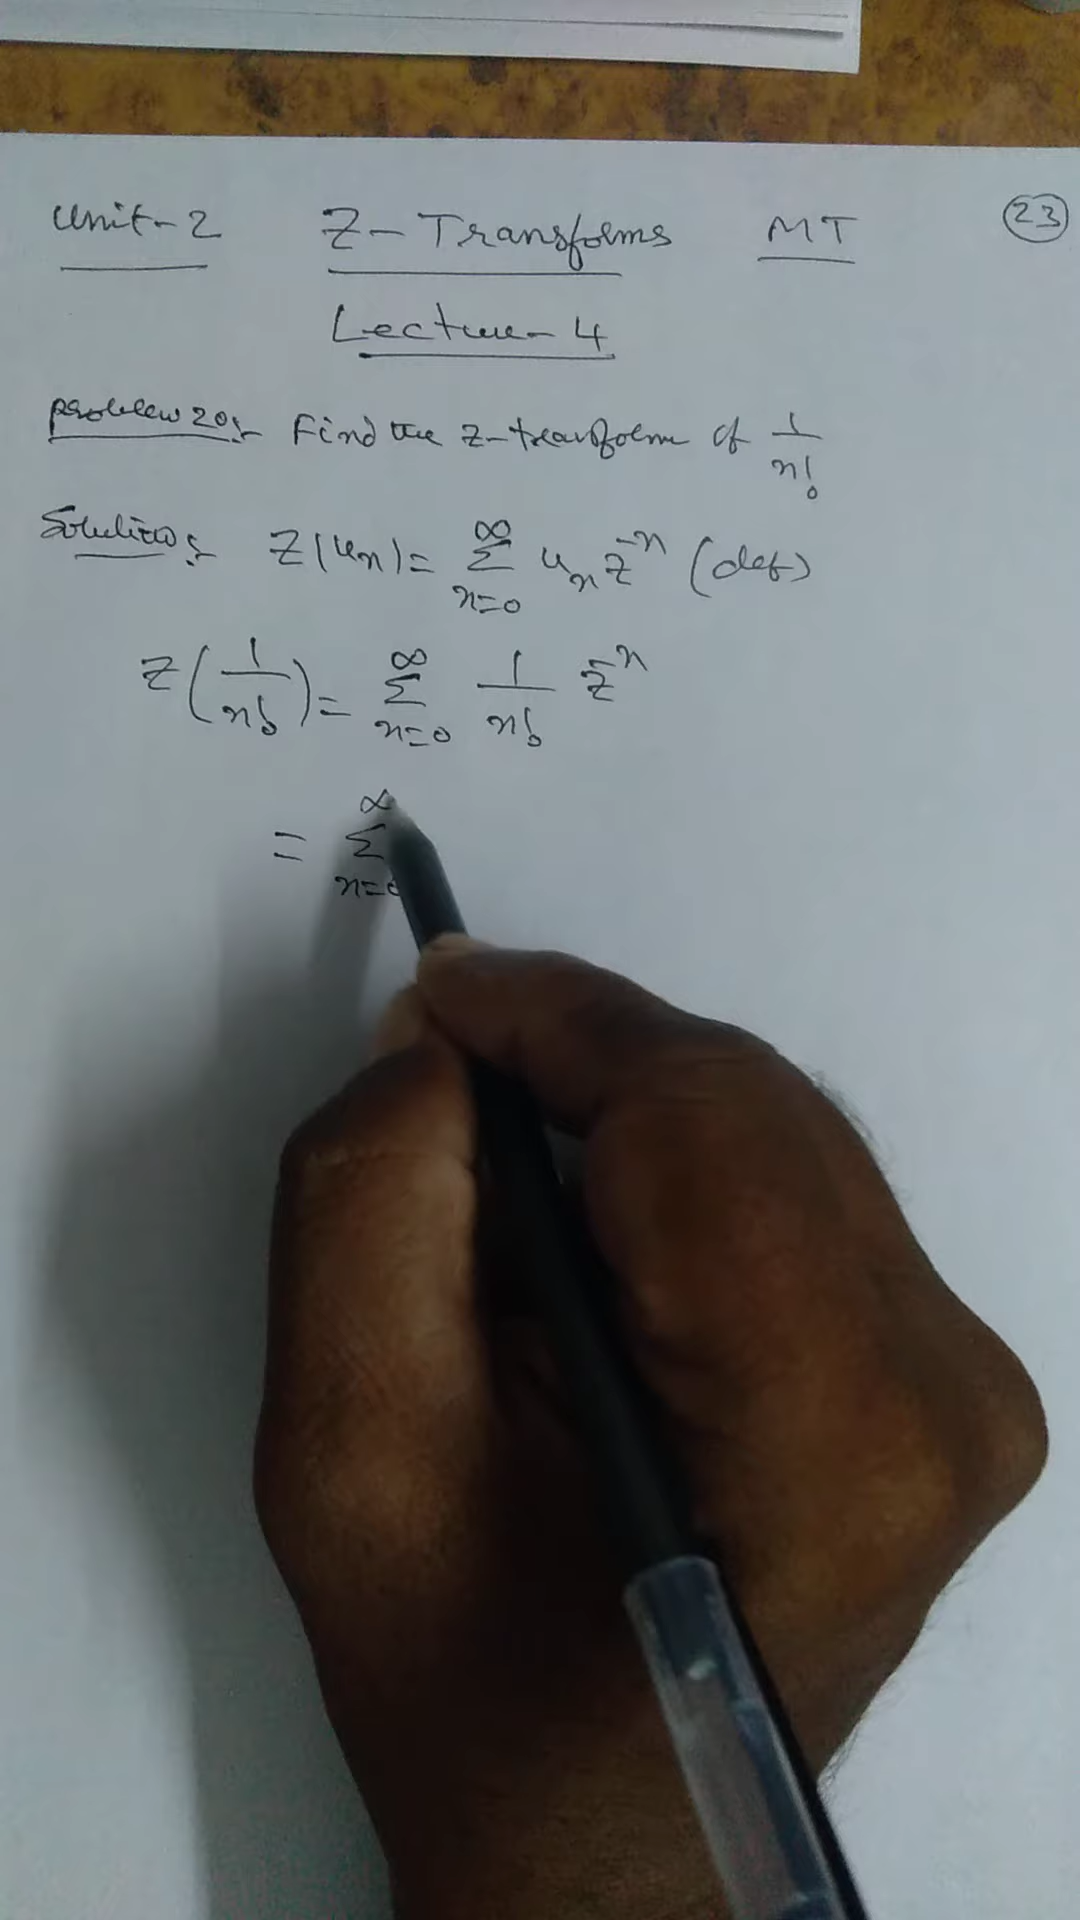 Unit-2 Z-Transforms MT 23
Lecture-4
Problem 20:- Find the Z-transform of 1/n!
Solution:- Z(uₙ) = ∞ Σ n=0 uₙ z⁻ⁿ (def)
Z(1/n!) = ∞ Σ n=0 1/n! z⁻ⁿ
= ∞ Σ n=0